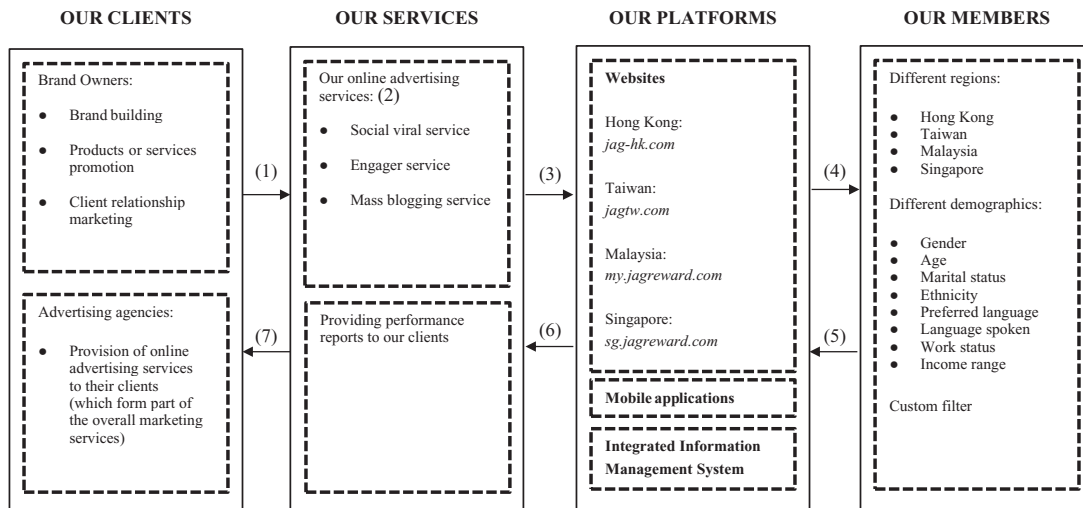 OUR CLIENTS
OUR SERVICES
OUR PLATFORMS
OUR MEMBERS
Brand Owners:
● Brand building
● Products or services
promotion
● Client relationship
marketing
Advertising agencies:
● Provision of online
advertising services
to their clients
(which form part of
the overall marketing
services)
(1)
(7)
Our online advertising
services: (2)
● Social viral service
● Engager service
● Mass blogging service
Providing performance
reports to our clients
(3)
(6)
Websites
Hong Kong:
jag-hk.com
Taiwan:
jagtw.com
Malaysia:
my.jagreward.com
Singapore:
sg.jagreward.com
Mobile applications
Integrated Information
Management System
(4)
(5)
Different regions:
● Hong Kong
● Taiwan
● Malaysia
● Singapore
Different demographics:
● Gender
● Age
● Marital status
● Ethnicity
● Preferred language
● Language spoken
● Work status
● Income range
Custom filter